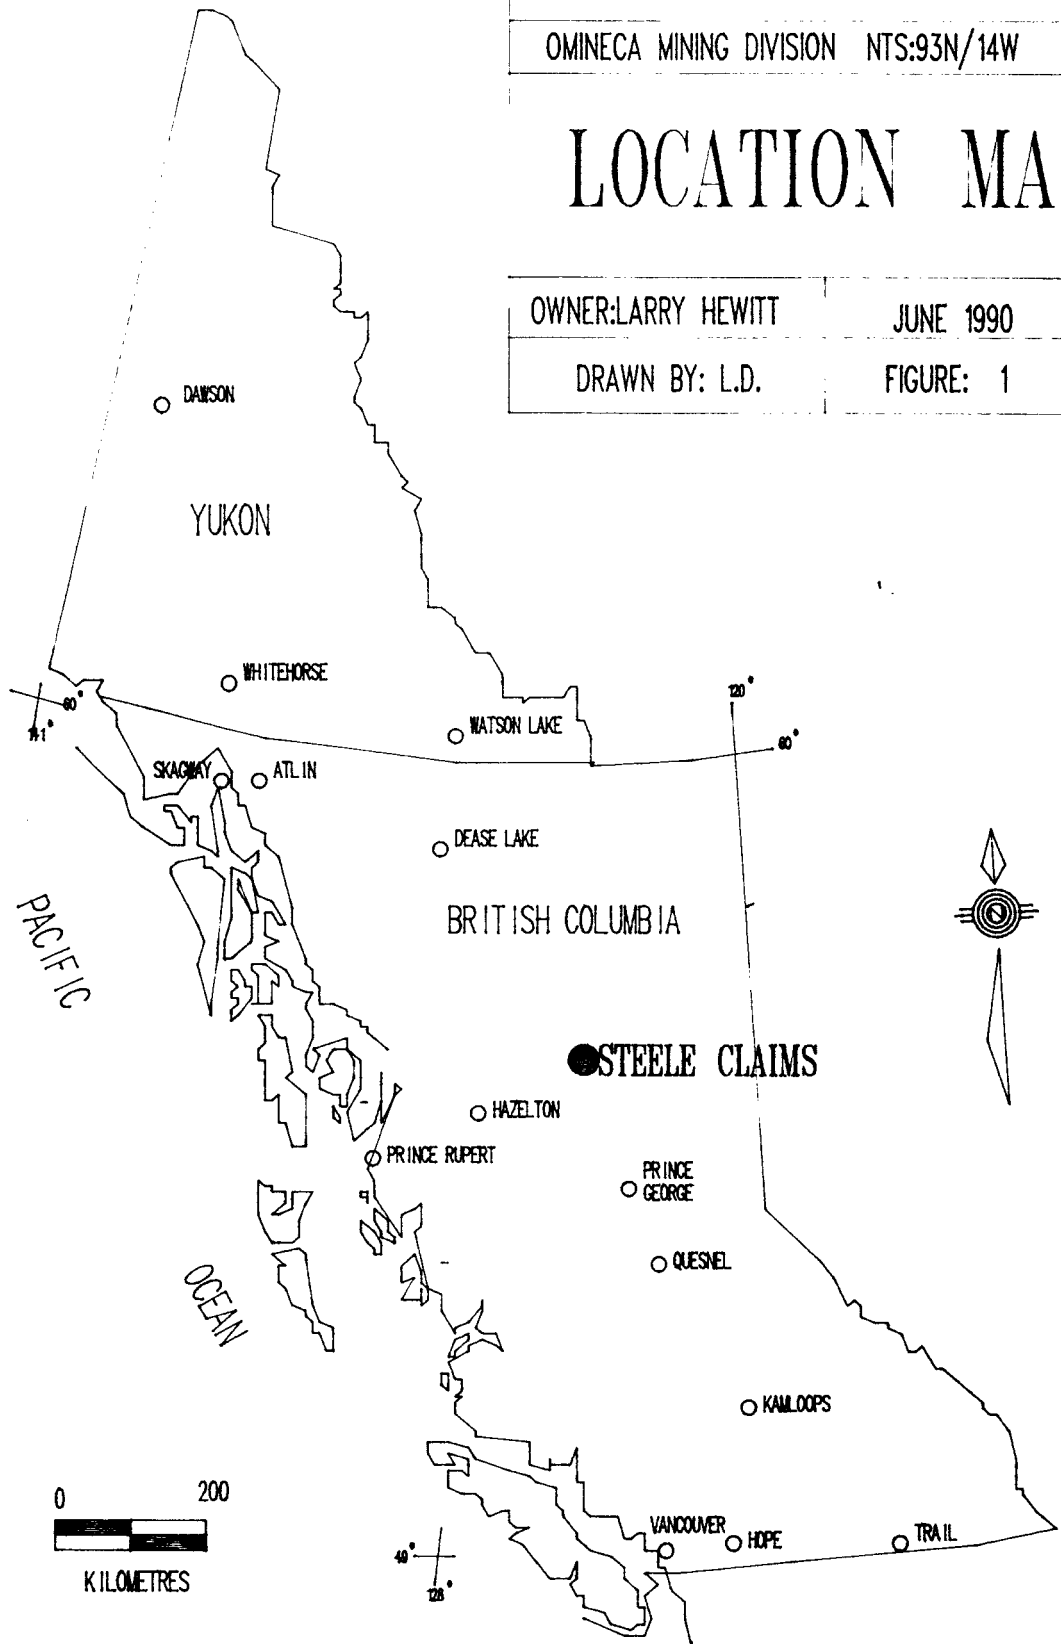 OMINECA MINING DIVISION NTS:93N/14W
LOCATION MA
OWNER:LARRY HEWITT
JUNE 1990
DRAWN BY: L.D.
FIGURE: 1
DAWSON
YUKON
WHITEHORSE
120°
60°
141°
WATSON LAKE
60°
SKAGWAY
ATLIN
DEASE LAKE
BRITISH COLUMBIA
PACIFIC
STEELE CLAIMS
HAZELTON
PRINCE RUPERT
PRINCE
GEORGE
QUESNEL
OCEAN
KAMLOOPS
0 200
KILOMETRES
VANCOUVER
HOPE
TRAIL
49°
128°